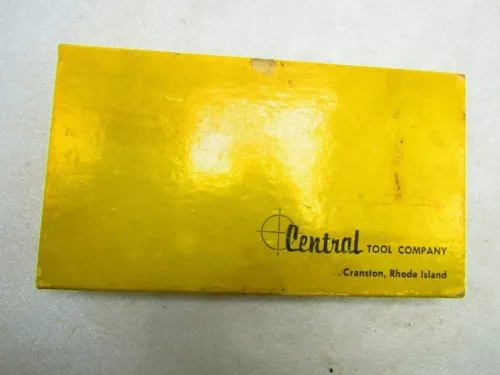 Central TOOL COMPANY
Cranston, Rhode Island